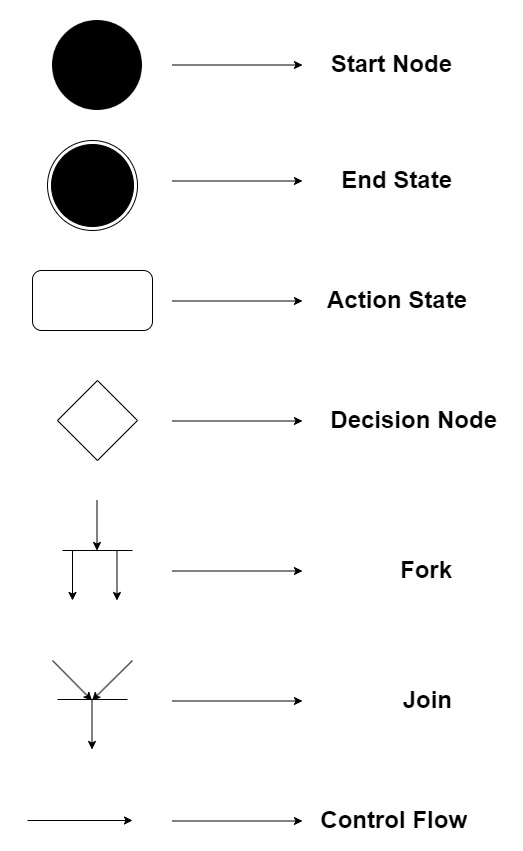 Start Node
End State
Action State
Decision Node
Fork
Join
Control Flow